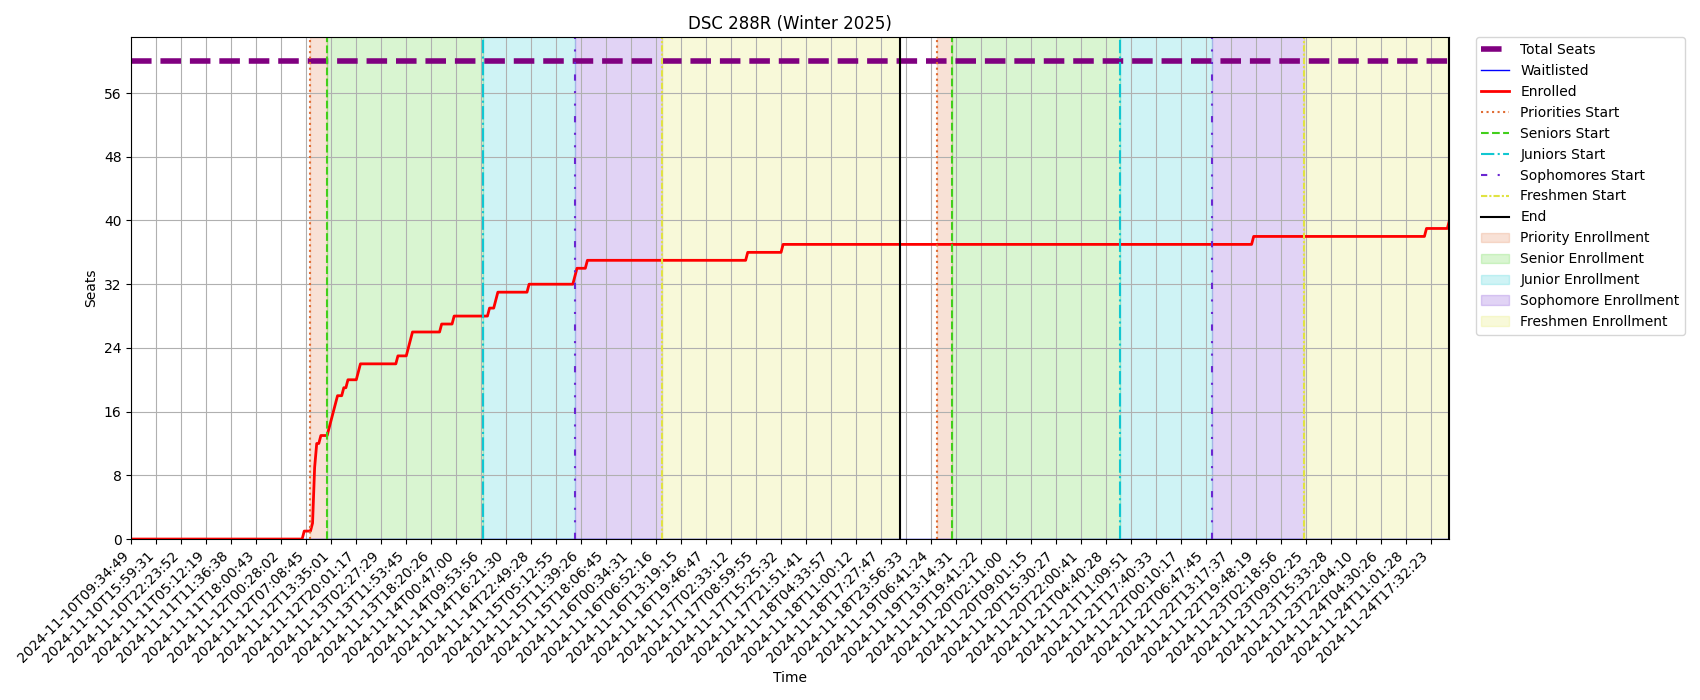 DSC 288R (Winter 2025)
Total Seats
Waitlisted
Enrolled
Priorities Start
Seniors Start
Juniors Start
Sophomores Start
Freshmen Start
End
Priority Enrollment
Senior Enrollment
Junior Enrollment
Sophomore Enrollment
Freshmen Enrollment
Seats
56
48
40
32
24
16
8
0
2024-11-10T09:34:49
2024-11-10T15:59:31
2024-11-10T22:23:52
2024-11-11T05:12:19
2024-11-11T11:36:38
2024-11-11T18:00:43
2024-11-12T00:28:02
2024-11-12T07:08:45
2024-11-12T13:35:01
2024-11-12T20:01:17
2024-11-13T02:27:29
2024-11-13T11:53:45
2024-11-13T18:20:26
2024-11-14T00:47:00
2024-11-14T09:53:56
2024-11-14T16:21:30
2024-11-14T22:49:28
2024-11-15T05:12:55
2024-11-15T11:39:26
2024-11-15T18:06:45
2024-11-16T00:34:31
2024-11-16T06:52:16
2024-11-16T13:19:15
2024-11-16T19:46:47
2024-11-17T02:33:12
2024-11-17T08:59:55
2024-11-17T15:25:32
2024-11-17T21:51:41
2024-11-18T04:33:57
2024-11-18T11:00:12
2024-11-18T17:27:47
2024-11-18T23:56:33
2024-11-19T06:41:24
2024-11-19T13:14:31
2024-11-19T19:41:22
2024-11-20T02:11:00
2024-11-20T09:01:15
2024-11-20T15:30:27
2024-11-20T22:00:41
2024-11-21T04:40:28
2024-11-21T11:09:51
2024-11-21T17:40:33
2024-11-22T00:10:17
2024-11-22T06:47:45
2024-11-22T13:17:37
2024-11-22T19:48:19
2024-11-23T02:18:56
2024-11-23T09:02:25
2024-11-23T15:33:28
2024-11-23T22:04:10
2024-11-24T04:30:26
2024-11-24T11:01:28
2024-11-24T17:32:23
Time